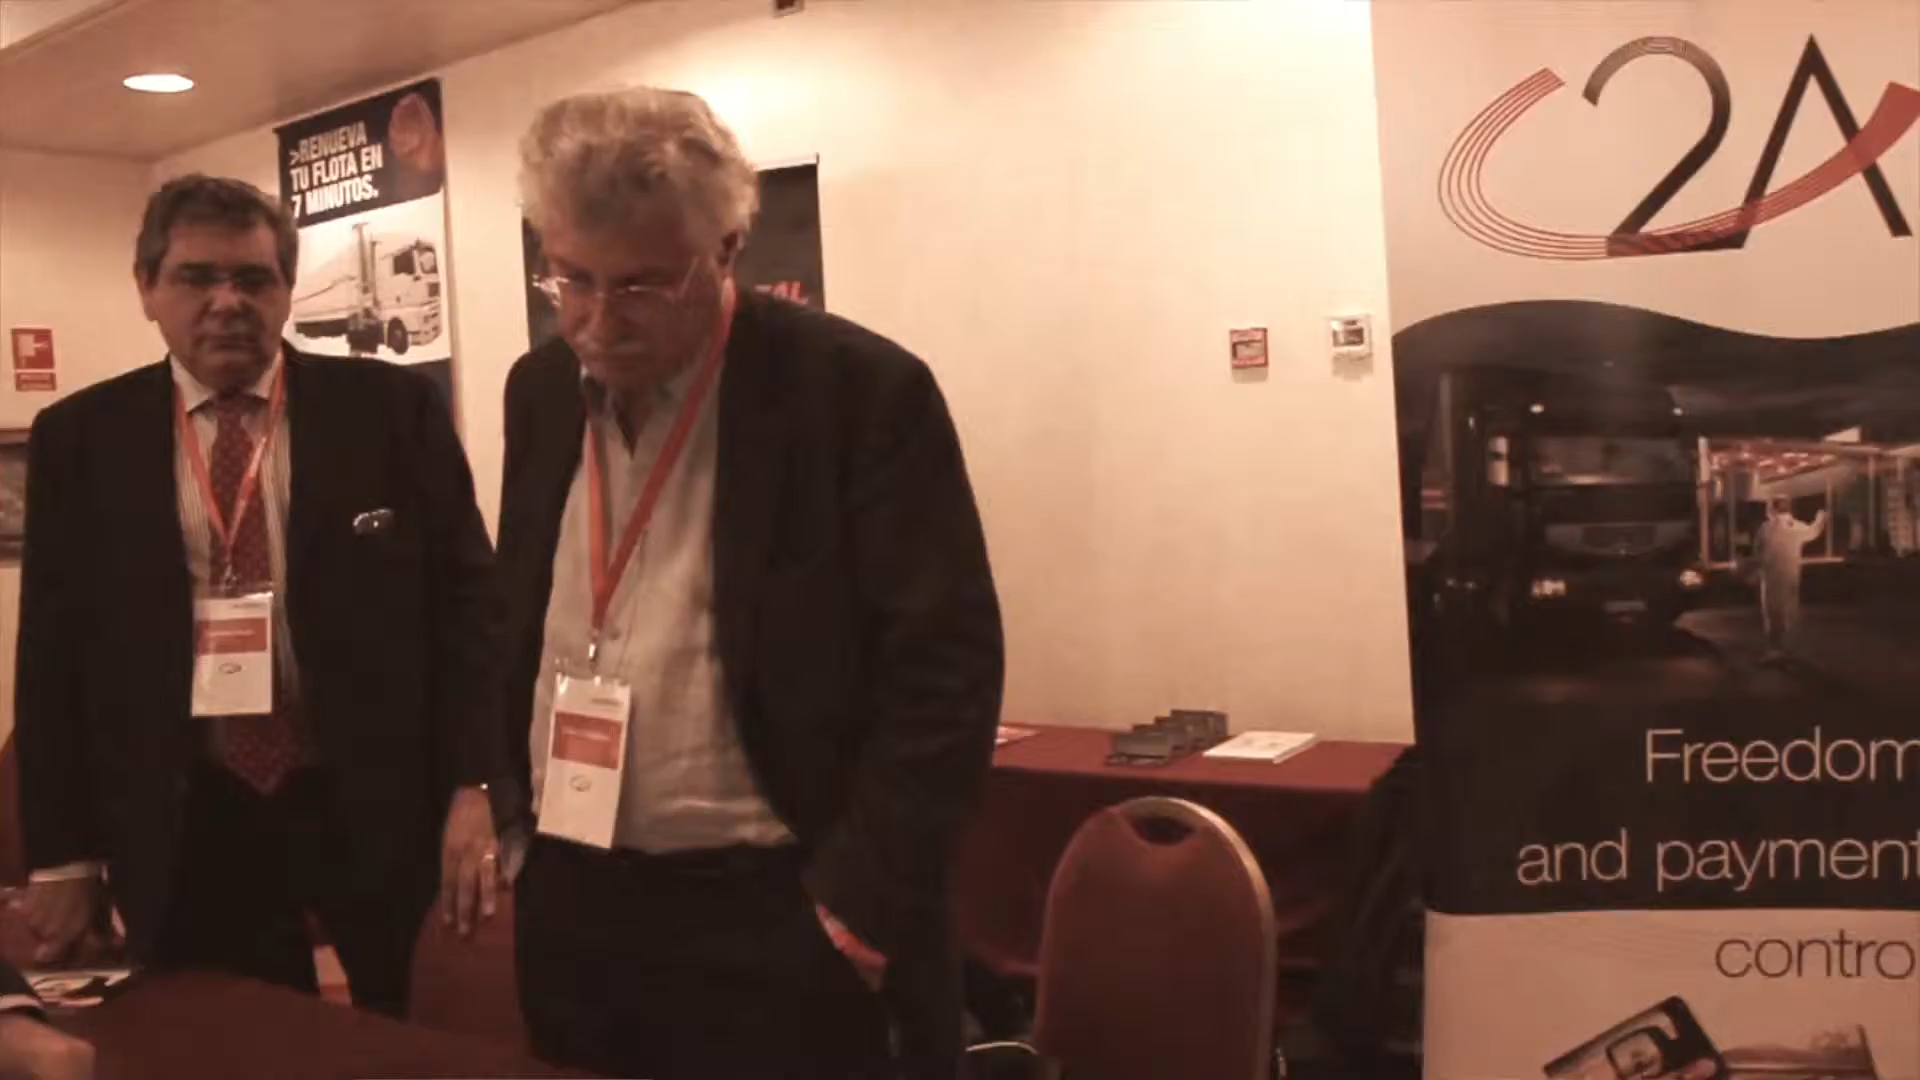 >RENUEVA
TU FLOTA EN
7 MINUTOS.
C2A
Freedom
and payment
contro